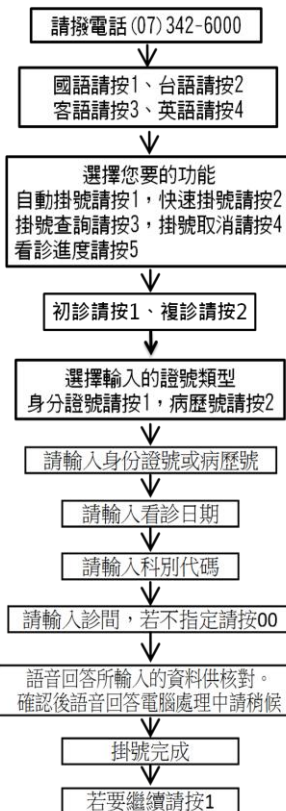 請撥電話(07)342-6000
國語請按1、台語請按2
客語請按3、英語請按4
選擇您要的功能
自動掛號請按1，快速掛號請按2
掛號查詢請按3，掛號取消請按4
看診進度請按5
初診請按1、複診請按2
選擇輸入的證號類型
身分證號請按1，病歷號請按2
請輸入身份證號或病歷號
請輸入看診日期
請輸入科別代碼
請輸入診間，若不指定請按00
語音回答所輸入的資料供核對。
確認後語音回答電腦處理中請稍候
掛號完成
若要繼續請按1